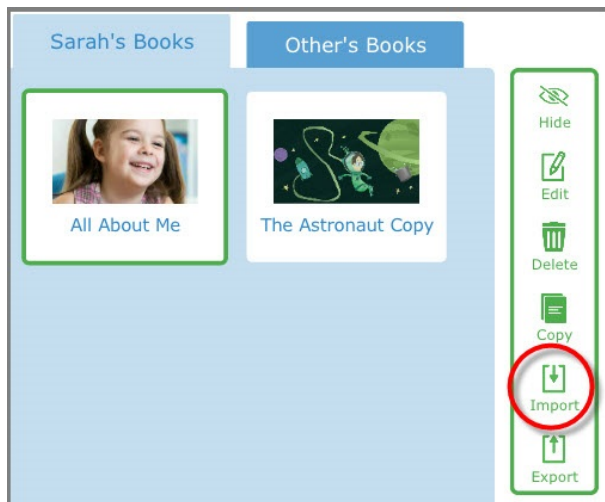 Sarah's Books
Other's Books
All About Me
The Astronaut Copy
Hide
Edit
Delete
Copy
Import
Export